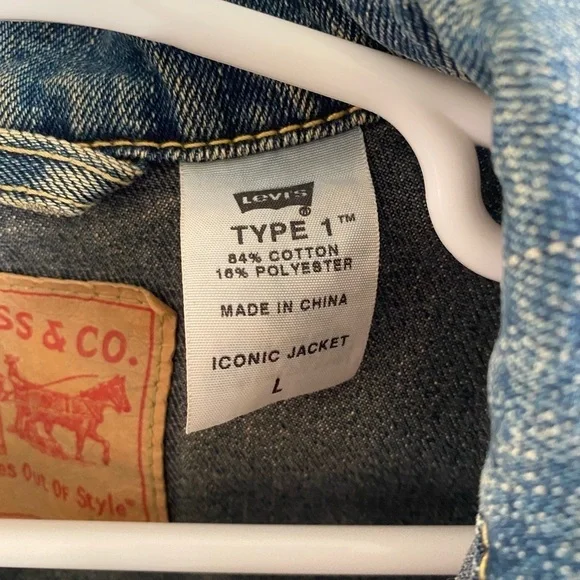 Levi's
®
TYPE 1™
84% COTTON
16% POLYESTER
MADE IN CHINA
ICONIC JACKET
L
SS & CO.
Out Of Style"